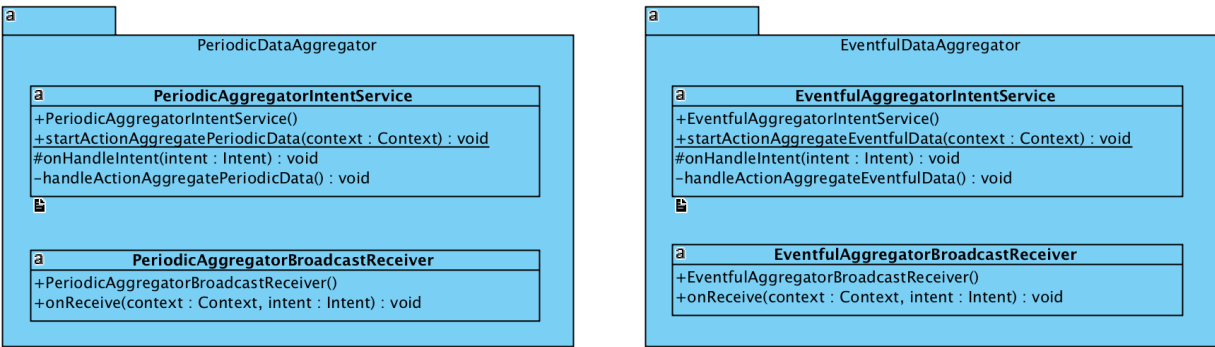 a
PeriodicDataAggregator
a
PeriodicAggregatorIntentService
+PeriodicAggregatorIntentService()
+startActionAggregatePeriodicData(context : Context) : void
#onHandleIntent(intent : Intent) : void
-handleActionAggregatePeriodicData() : void
a
PeriodicAggregatorBroadcastReceiver
+PeriodicAggregatorBroadcastReceiver()
+onReceive(context : Context, intent : Intent) : void
a
EventfulDataAggregator
a
EventfulAggregatorIntentService
+EventfulAggregatorIntentService()
+startActionAggregateEventfulData(context : Context) : void
#onHandleIntent(intent : Intent) : void
-handleActionAggregateEventfulData() : void
a
EventfulAggregatorBroadcastReceiver
+EventfulAggregatorBroadcastReceiver()
+onReceive(context : Context, intent : Intent) : void